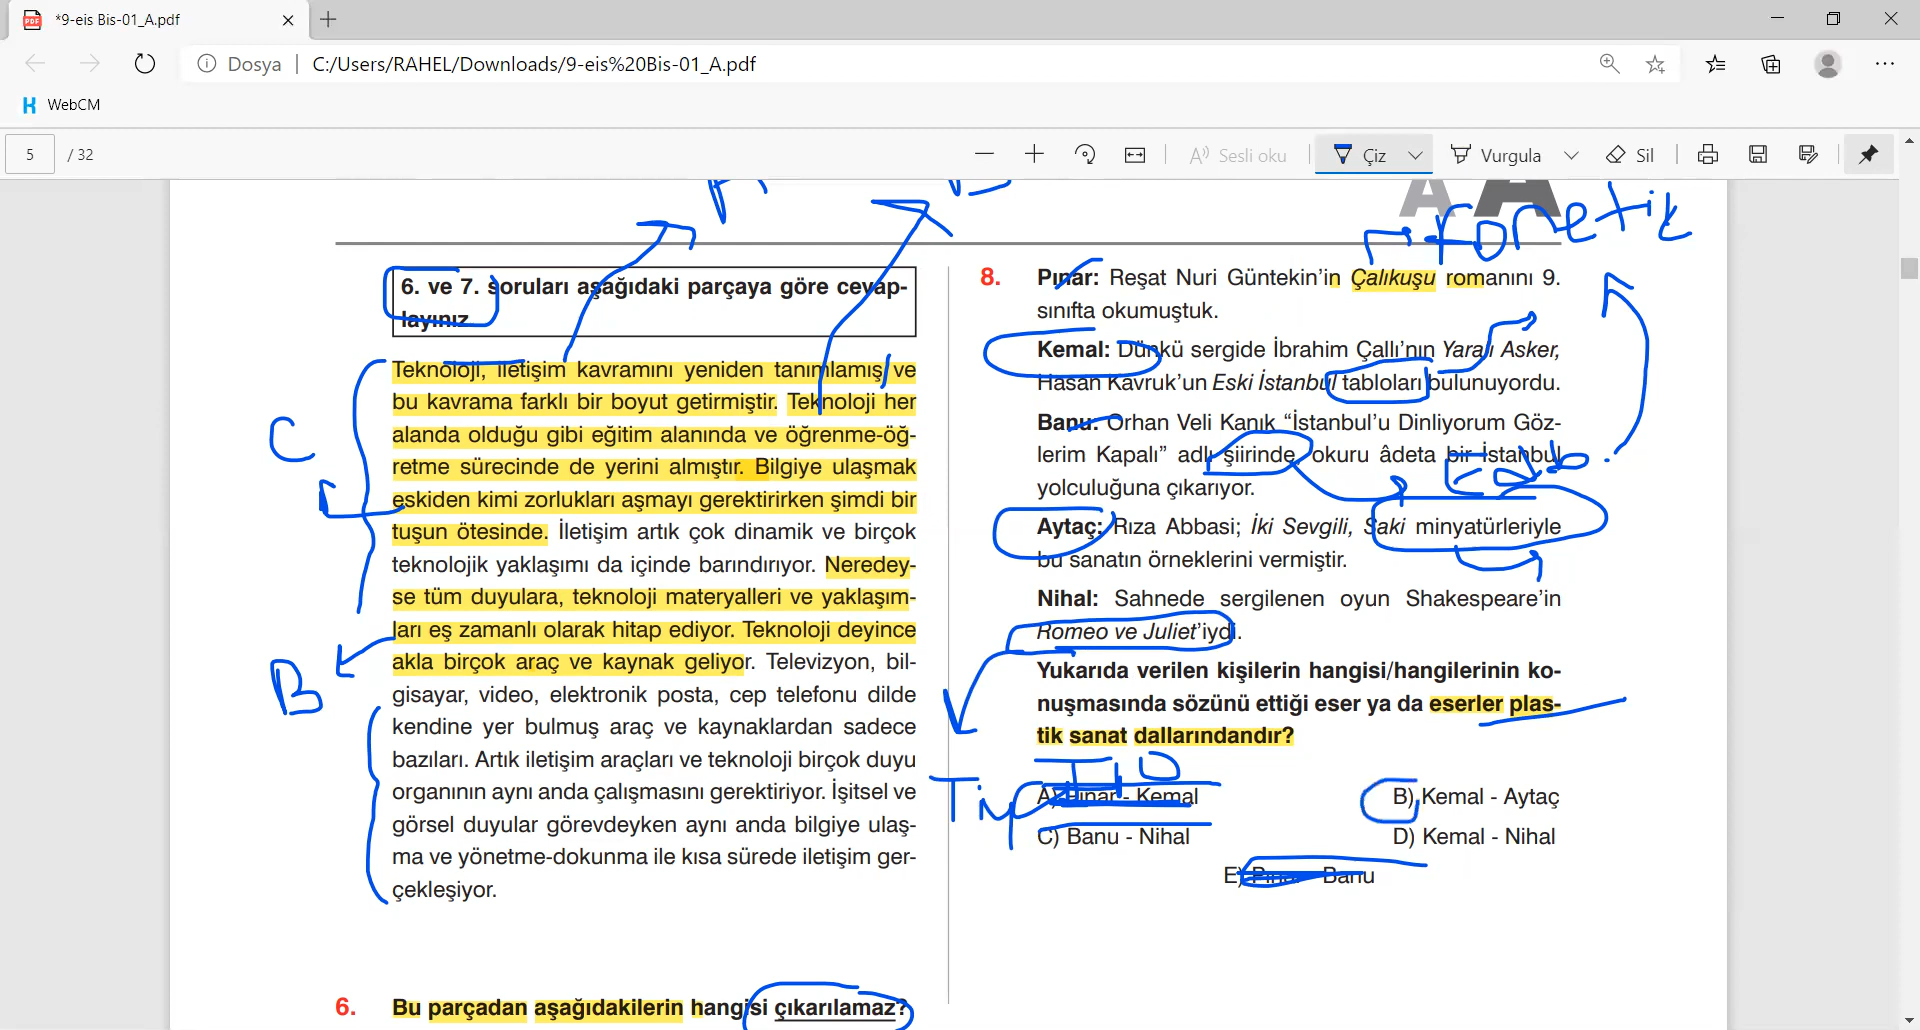 *9-eis Bis-01_A.pdf
Dosya | C:/Users/RAHEL/Downloads/9-eis%20Bis-01_A.pdf
WebCM
5 / 32
Sesli oku
Çiz
Vurgula
Sil
fonetik
6. ve 7. soruları aşağıdaki parçaya göre cevap-
layınız.
Teknoloji, iletişim kavramını yeniden tanımlamış ve
bu kavrama farklı bir boyut getirmiştir. Teknoloji her
alanda olduğu gibi eğitim alanında ve öğrenme-öğ-
retme sürecinde de yerini almıştır. Bilgiye ulaşmak
eskiden kimi zorlukları aşmayı gerektirirken şimdi bir
tuşun ötesinde. İletişim artık çok dinamik ve birçok
teknolojik yaklaşımı da içinde barındırıyor. Neredey-
se tüm duyulara, teknoloji materyalleri ve yaklaşım-
ları eş zamanlı olarak hitap ediyor. Teknoloji deyince
akla birçok araç ve kaynak geliyor. Televizyon, bil-
gisayar, video, elektronik posta, cep telefonu dilde
kendine yer bulmuş araç ve kaynaklardan sadece
bazıları. Artık iletişim araçları ve teknoloji birçok duyu
organının aynı anda çalışmasını gerektiriyor. İşitsel ve
görsel duyular görevdeyken aynı anda bilgiye ulaş-
ma ve yönetme-dokunma ile kısa sürede iletişim ger-
çekleşiyor.
C
B
6. Bu parçadan aşağıdakilerin hangisi çıkarılamaz?
8. Pınar: Reşat Nuri Güntekin’in Çalıkuşu romanını 9.
sınıfta okumuştuk.
Kemal: Dünkü sergide İbrahim Çallı’nın Yaralı Asker,
Hasan Kavruk’un Eski İstanbul tabloları bulunuyordu.
Banu: Orhan Veli Kanık “İstanbul’u Dinliyorum Göz-
lerim Kapalı” adlı şiirinde, okuru âdeta bir İstanbul
yolculuğuna çıkarıyor.
Aytaç: Rıza Abbasi; İki Sevgili, Saki minyatürleriyle
bu sanatın örneklerini vermiştir.
Nihal: Sahnede sergilenen oyun Shakespeare’in
Romeo ve Juliet’iydi.
Yukarıda verilen kişilerin hangisi/hangilerinin ko-
nuşmasında sözünü ettiği eser ya da eserler plas-
tik sanat dallarındandır?
A) Pınar - Kemal
B) Kemal - Aytaç
C) Banu - Nihal
D) Kemal - Nihal
E) Pınar - Banu